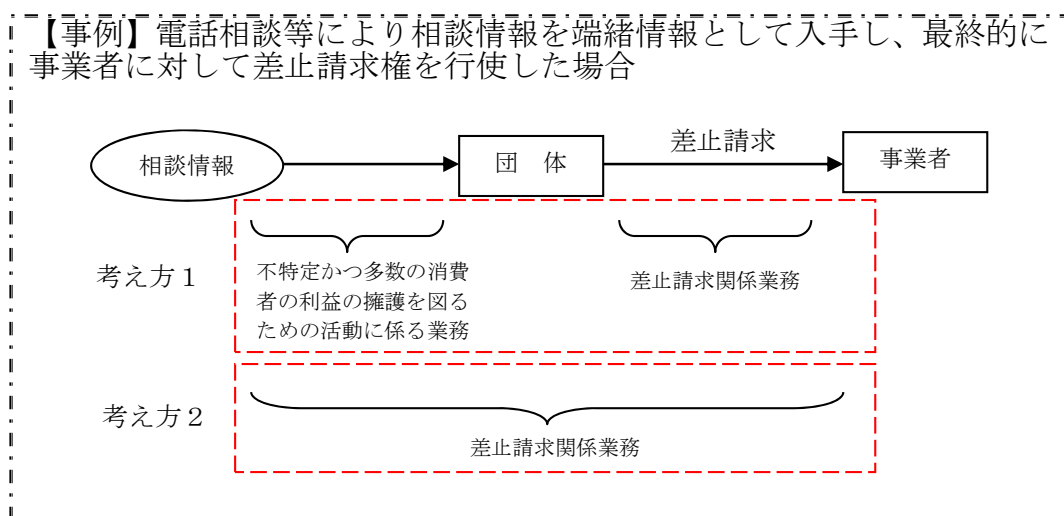 【事例】電話相談等により相談情報を端緒情報として入手し、最終的に
事業者に対して差止請求権を行使した場合
相談情報
団　体
差止請求
事業者
考え方１
不特定かつ多数の消費
者の利益の擁護を図る
ための活動に係る業務
差止請求関係業務
考え方２
差止請求関係業務